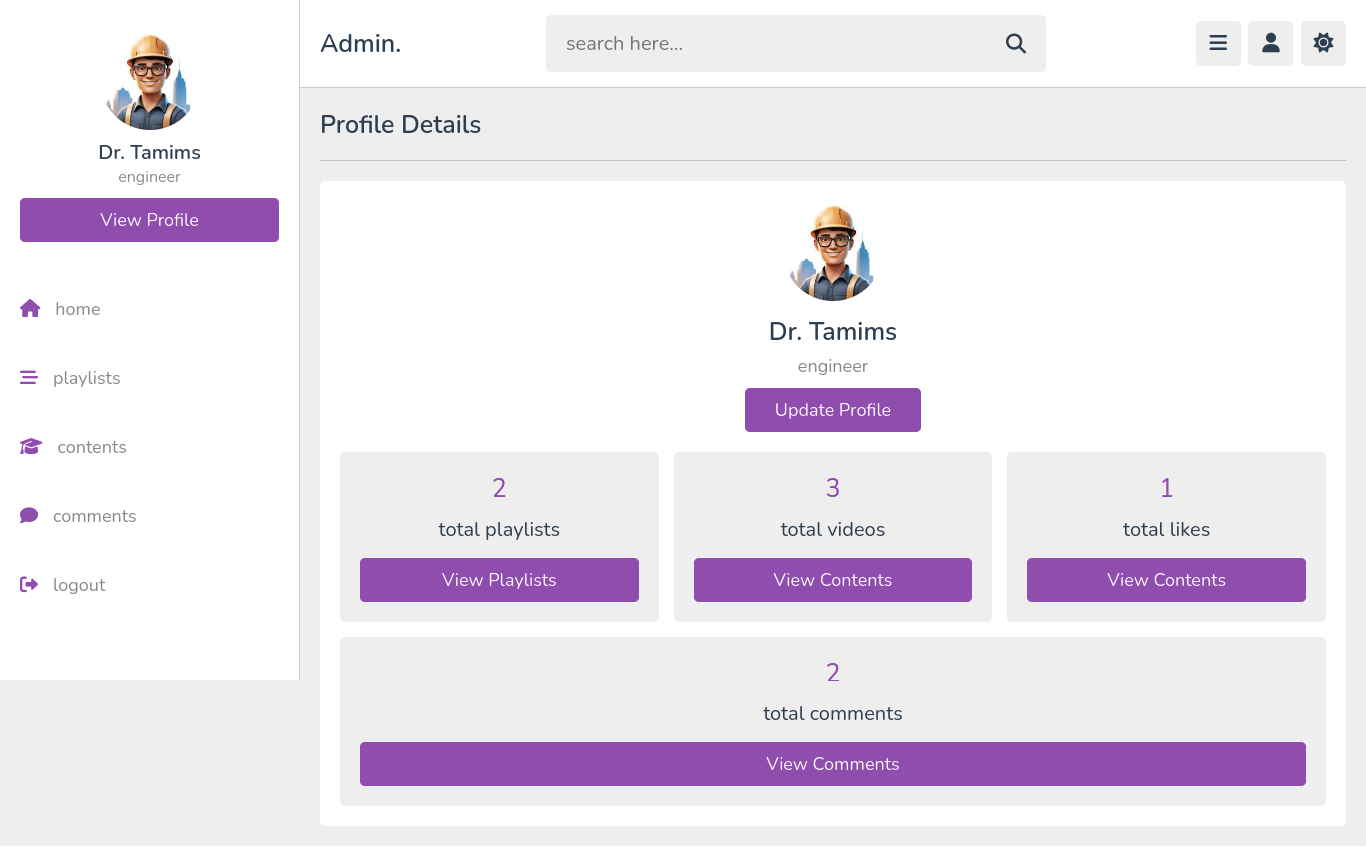 Dr. Tamims
engineer
View Profile
home
playlists
contents
comments
logout
Admin.
search here...
Profile Details
Dr. Tamims
engineer
Update Profile
2
total playlists
View Playlists
3
total videos
View Contents
1
total likes
View Contents
2
total comments
View Comments